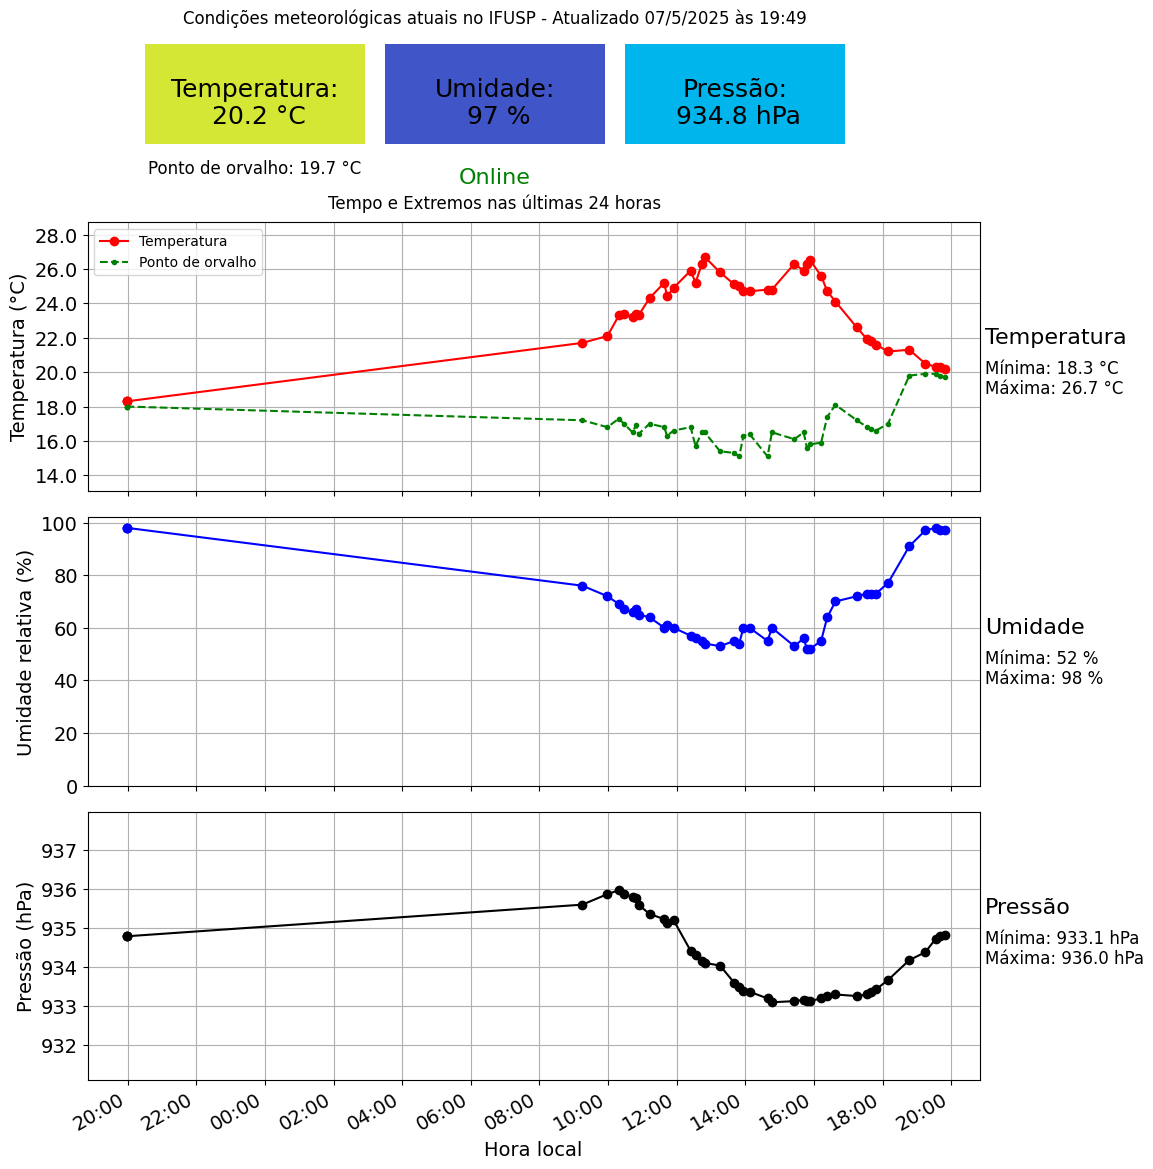 Condições meteorológicas atuais no IFUSP - Atualizado 07/5/2025 às 19:49
Temperatura:
20.2 °C
Umidade:
97 %
Pressão:
934.8 hPa
Ponto de orvalho: 19.7 °C
Online
Tempo e Extremos nas últimas 24 horas
Temperatura (°C)
28.0
26.0
24.0
22.0
20.0
18.0
16.0
14.0
Temperatura
Ponto de orvalho
Temperatura
Mínima: 18.3 °C
Máxima: 26.7 °C
Umidade relativa (%)
100
80
60
40
20
0
Umidade
Mínima: 52 %
Máxima: 98 %
Pressão (hPa)
937
936
935
934
933
932
Pressão
Mínima: 933.1 hPa
Máxima: 936.0 hPa
20:00 22:00 00:00 02:00 04:00 06:00 08:00 10:00 12:00 14:00 16:00 18:00 20:00
Hora local